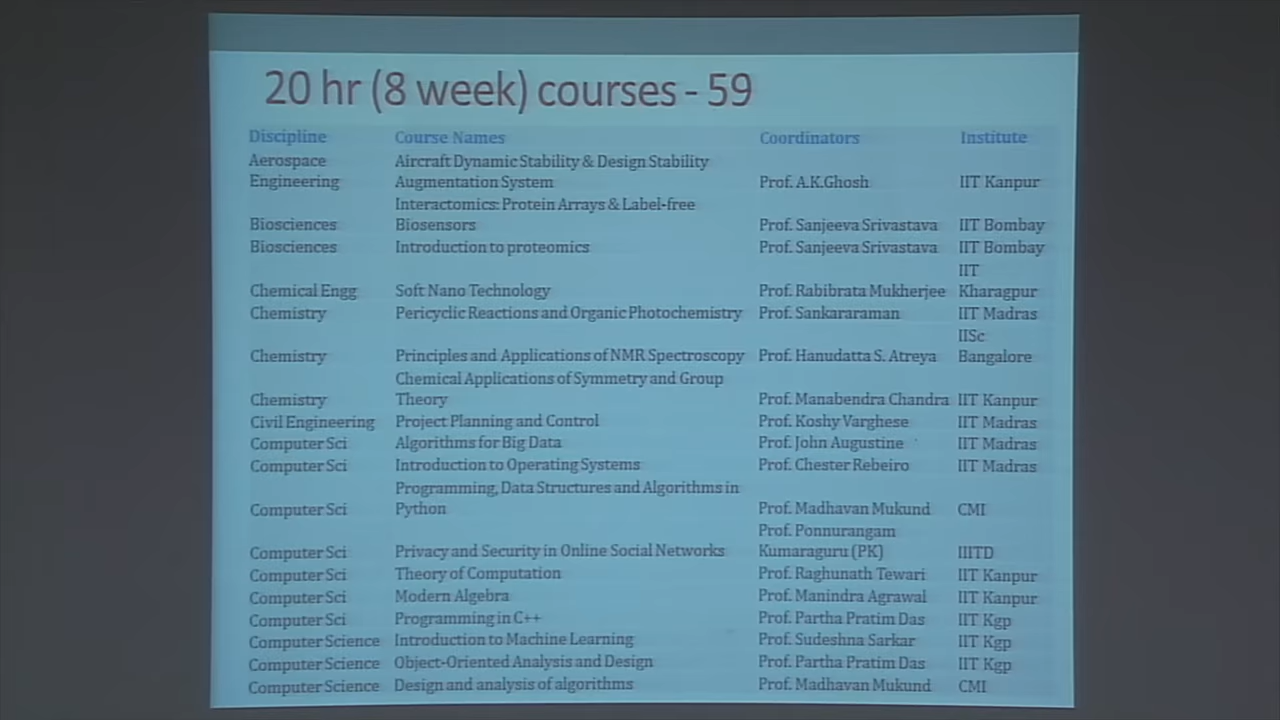 20 hr (8 week) courses - 59
Discipline Course Names Coordinators Institute
Aerospace Aircraft Dynamic Stability & Design Stability
Engineering Augmentation System Prof. A.K.Ghosh IIT Kanpur
Interactomics: Protein Arrays & Label-free
Biosciences Biosensors Prof. Sanjeeva Srivastava IIT Bombay
Biosciences Introduction to proteomics Prof. Sanjeeva Srivastava IIT Bombay
IIT
Chemical Engg Soft Nano Technology Prof. Rabibrata Mukherjee Kharagpur
Chemistry Pericyclic Reactions and Organic Photochemistry Prof. Sankararaman IIT Madras
IISc
Chemistry Principles and Applications of NMR Spectroscopy Prof. Hanudatta S. Atreya Bangalore
Chemical Applications of Symmetry and Group
Chemistry Theory Prof. Manabendra Chandra IIT Kanpur
Civil Engineering Project Planning and Control Prof. Koshy Varghese IIT Madras
Computer Sci Algorithms for Big Data Prof. John Augustine IIT Madras
Computer Sci Introduction to Operating Systems Prof. Chester Rebeiro IIT Madras
Programming, Data Structures and Algorithms in
Computer Sci Python Prof. Madhavan Mukund CMI
Prof. Ponnurangam
Computer Sci Privacy and Security in Online Social Networks Kumaraguru (PK) IIITD
Computer Sci Theory of Computation Prof. Raghunath Tewari IIT Kanpur
Computer Sci Modern Algebra Prof. Manindra Agrawal IIT Kanpur
Computer Sci Programming in C++ Prof. Partha Pratim Das IIT Kgp
Computer Science Introduction to Machine Learning Prof. Sudeshna Sarkar IIT Kgp
Computer Science Object-Oriented Analysis and Design Prof. Partha Pratim Das IIT Kgp
Computer Science Design and analysis of algorithms Prof. Madhavan Mukund CMI